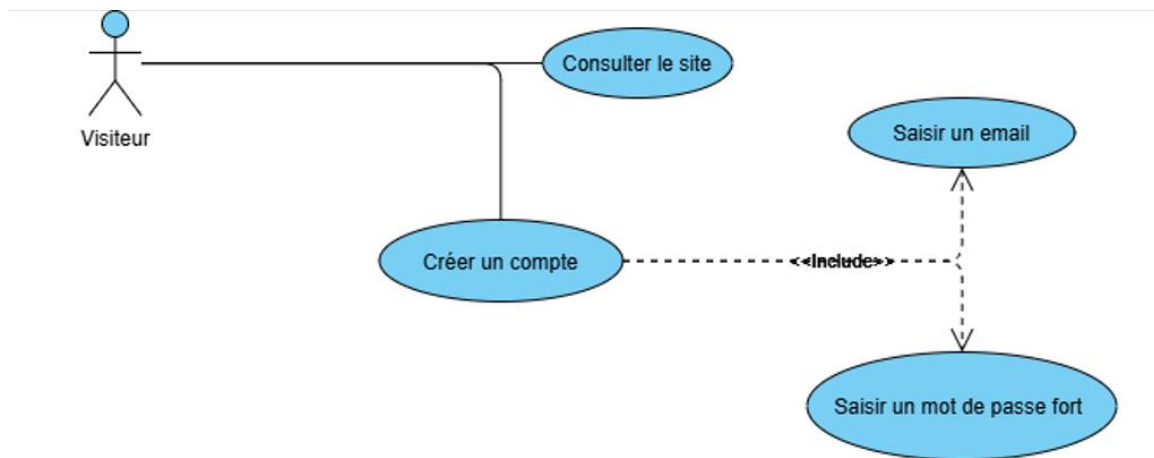 Consulter le site
Visiteur
Saisir un email
Créer un compte
<<Include>>
Saisir un mot de passe fort